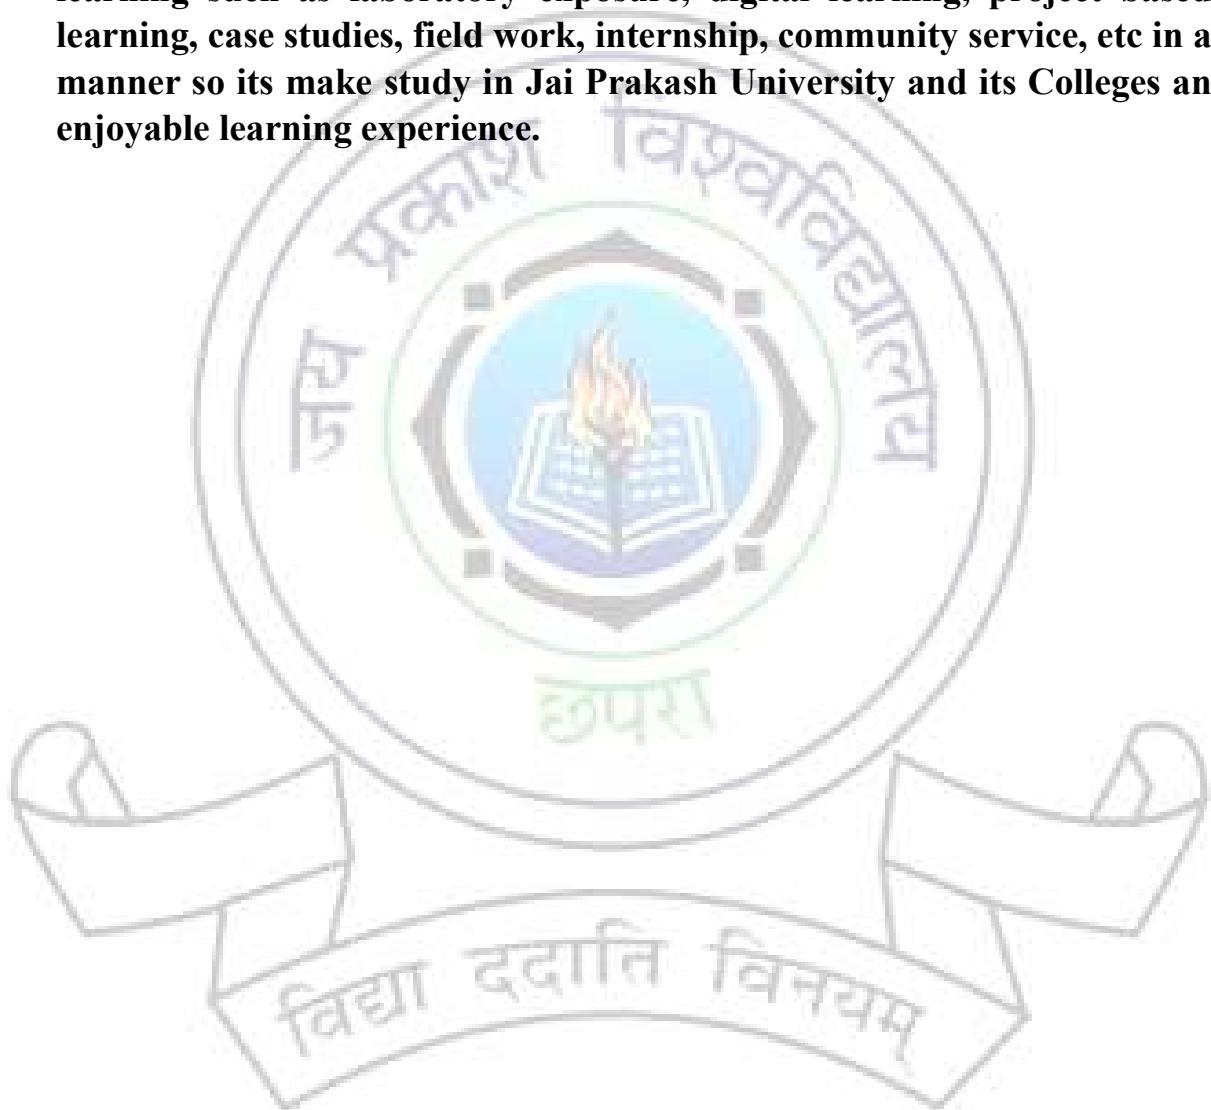 learning such as laboratory exposure, digital learning, project based
learning, case studies, field work, internship, community service, etc in a
manner so its make study in Jai Prakash University and its Colleges an
enjoyable learning experience.
जय प्रकाश विश्वविद्यालय
छपरा
विद्या ददाति विनयम्